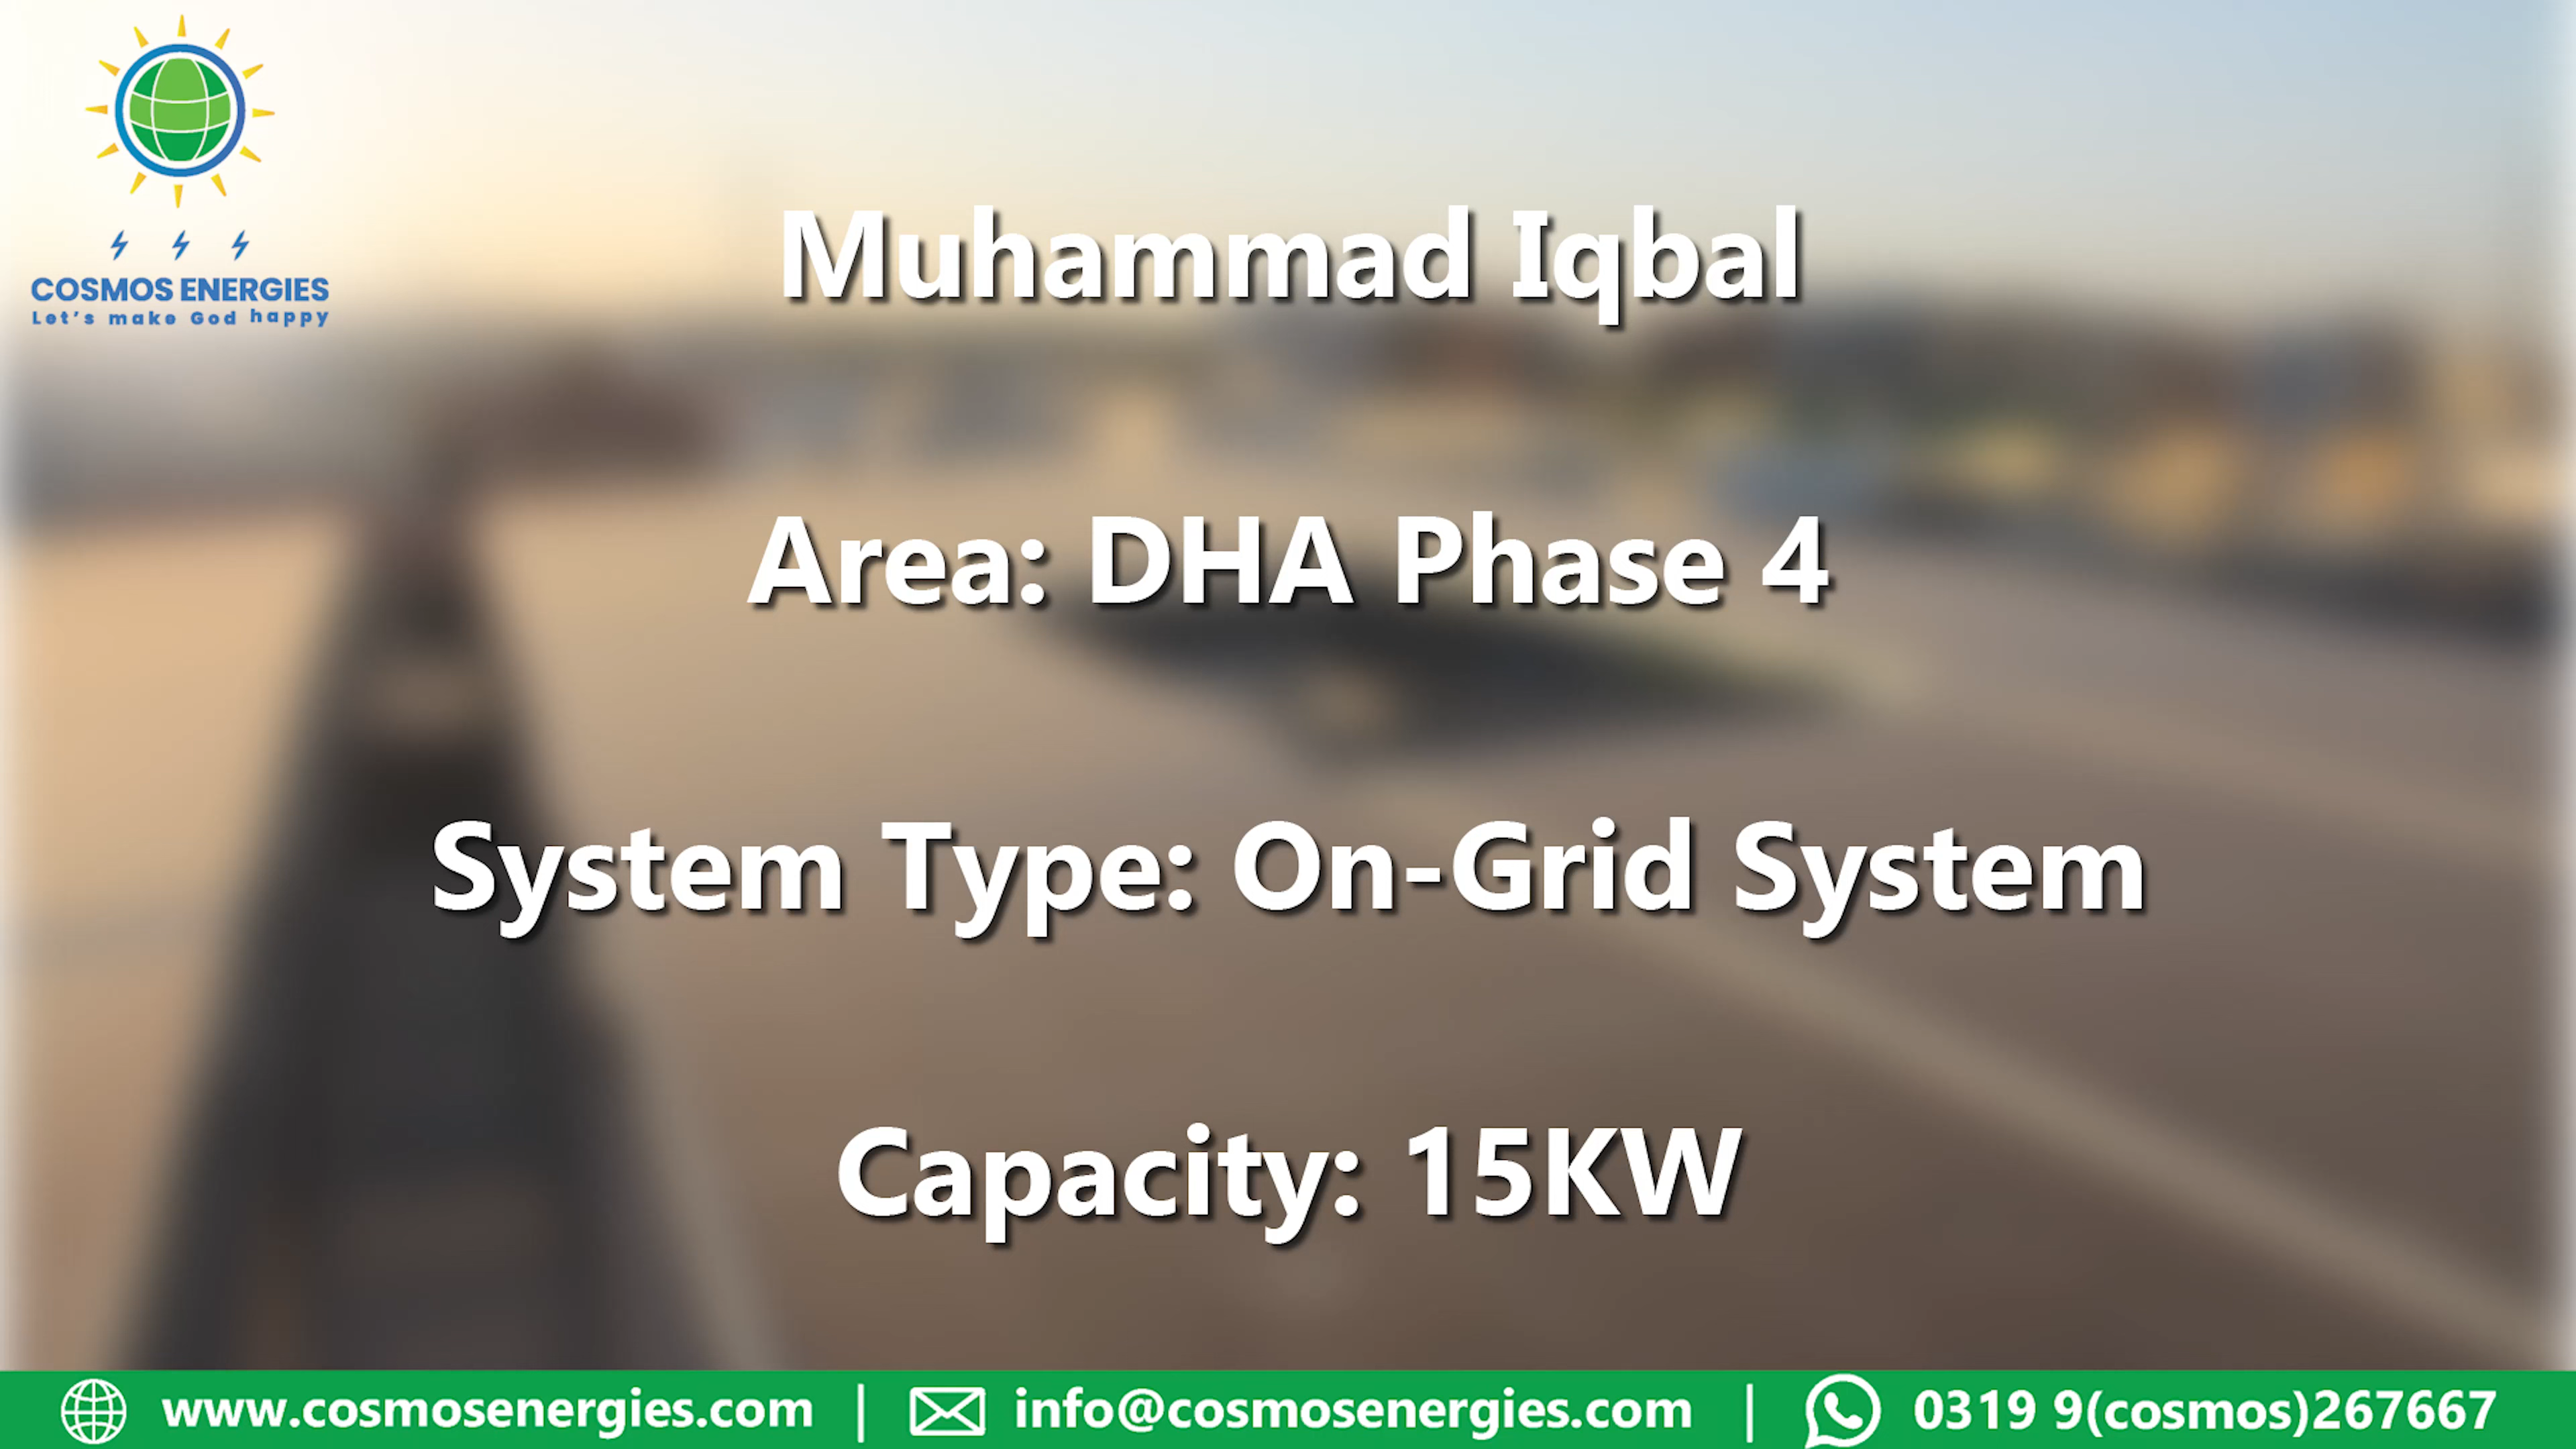 COSMOS ENERGIES
Let's make God happy
Muhammad Iqbal
Area: DHA Phase 4
System Type: On-Grid System
Capacity: 15KW
www.cosmosenergies.com | info@cosmosenergies.com | 0319 9(cosmos)267667